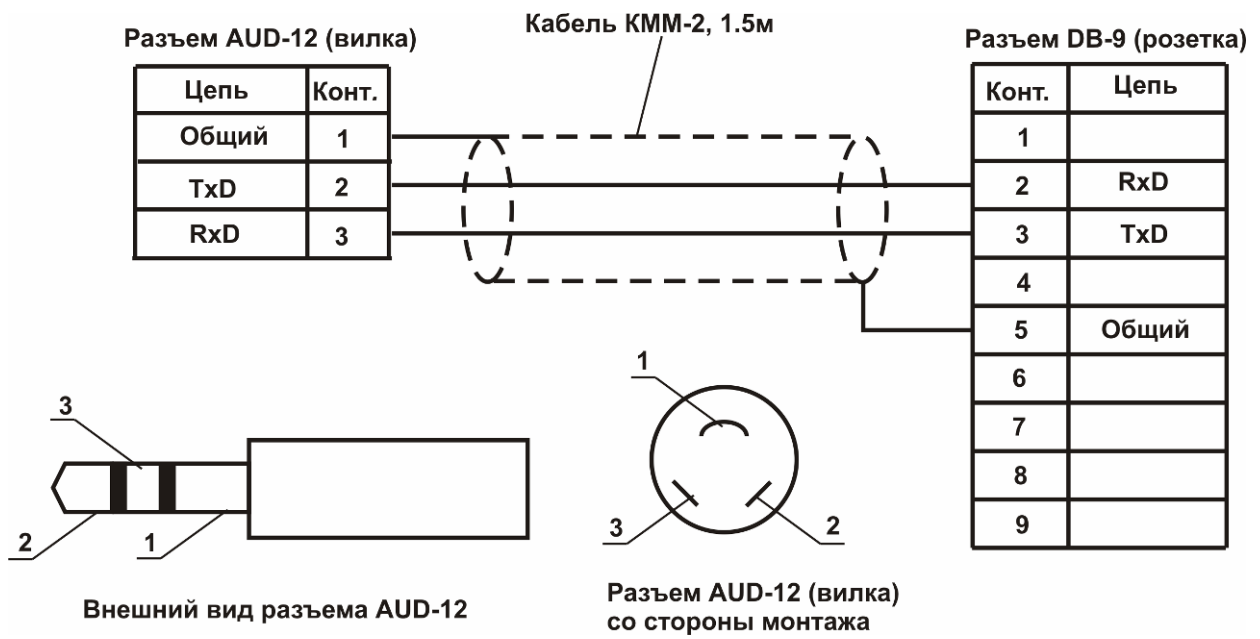 Кабель КММ-2, 1.5м
Разъем AUD-12 (вилка)
Цепь Конт.
Общий 1
TxD 2
RxD 3
Разъем DB-9 (розетка)
Конт. Цепь
1
2 RxD
3 TxD
4
5 Общий
6
7
8
9
3
2 1
Внешний вид разъема AUD-12
1
3 2
Разъем AUD-12 (вилка)
со стороны монтажа